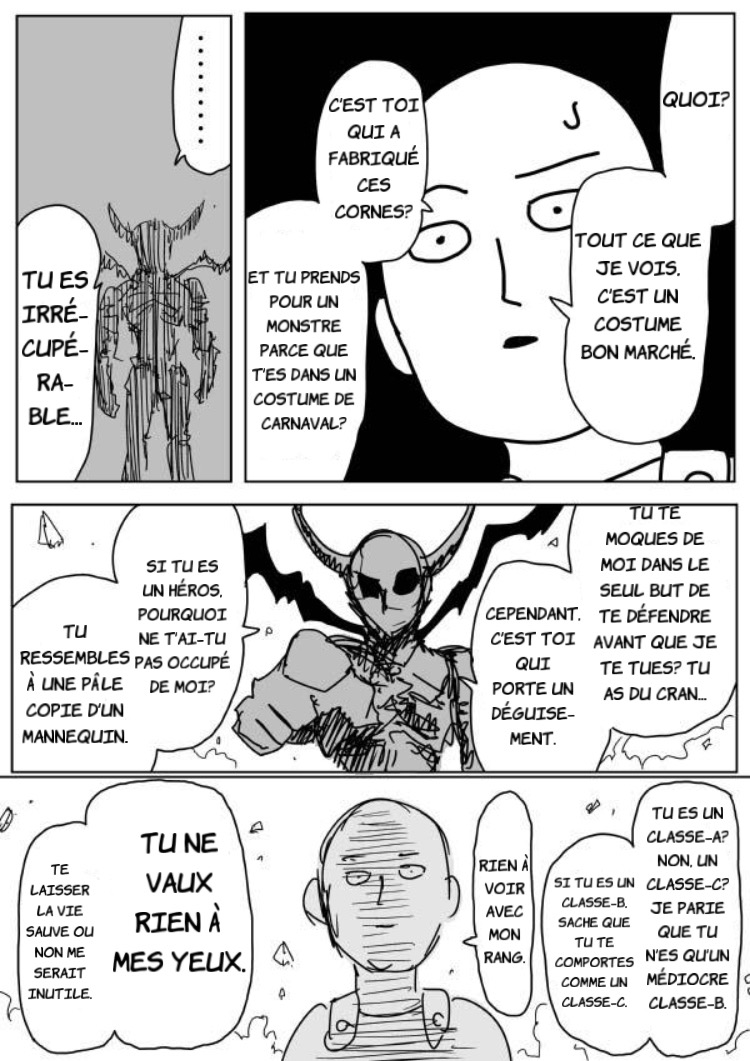 QUOI?
TOUT CE QUE
JE VOIS,
C'EST UN
COSTUME
BON MARCHÉ.
C'EST TOI
QUI A
FABRIQUÉ
CES
CORNES?
ET TU PRENDS
POUR UN
MONSTRE
PARCE QUE
T'ES DANS UN
COSTUME DE
CARNAVAL?
.........
TU ES
IRRÉ-
CUPÉ-
RA-
BLE...
TU TE
MOQUES DE
MOI DANS LE
SEUL BUT DE
TE DÉFENDRE
AVANT QUE JE
TE TUES? TU
AS DU CRAN...
CEPENDANT,
C'EST TOI
QUI
PORTE UN
DÉGUISE-
MENT.
SI TU ES
UN HÉROS,
POURQUOI
NE T'AI-TU
PAS OCCUPÉ
DE MOI?
TU
RESSEMBLES
À UNE PÂLE
COPIE D'UN
MANNEQUIN.
TU ES UN
CLASSE-A?
NON, UN
CLASSE-C?
JE PARIE
QUE TU
N'ES QU'UN
MÉDIOCRE
CLASSE-B.
SI TU ES UN
CLASSE-B,
SACHE QUE
TU TE
COMPORTES
COMME UN
CLASSE-C.
RIEN À
VOIR
AVEC
MON
RANG.
TU NE
VAUX
RIEN À
MES YEUX.
TE
LAISSER
LA VIE
SAUVE OU
NON ME
SERAIT
INUTILE.